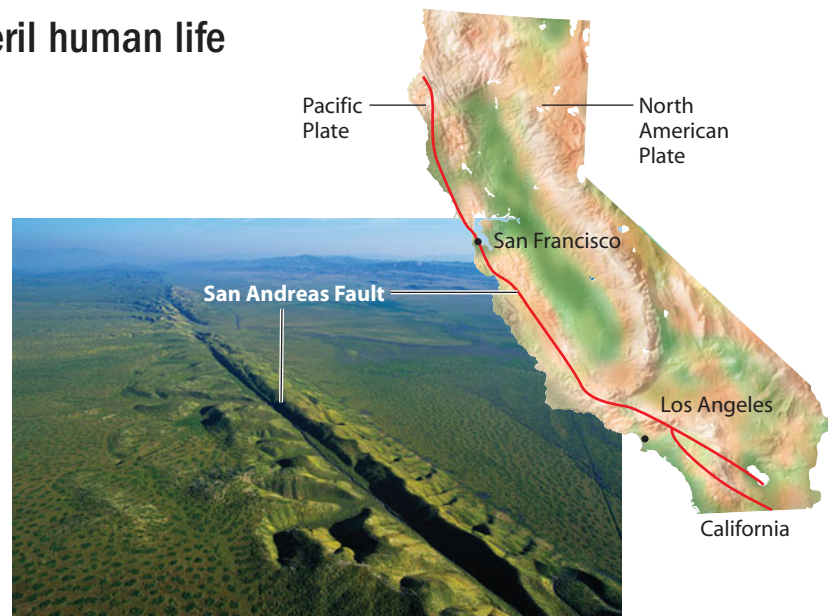 eril human life
Pacific
Plate
North
American
Plate
San Francisco
San Andreas Fault
Los Angeles
California